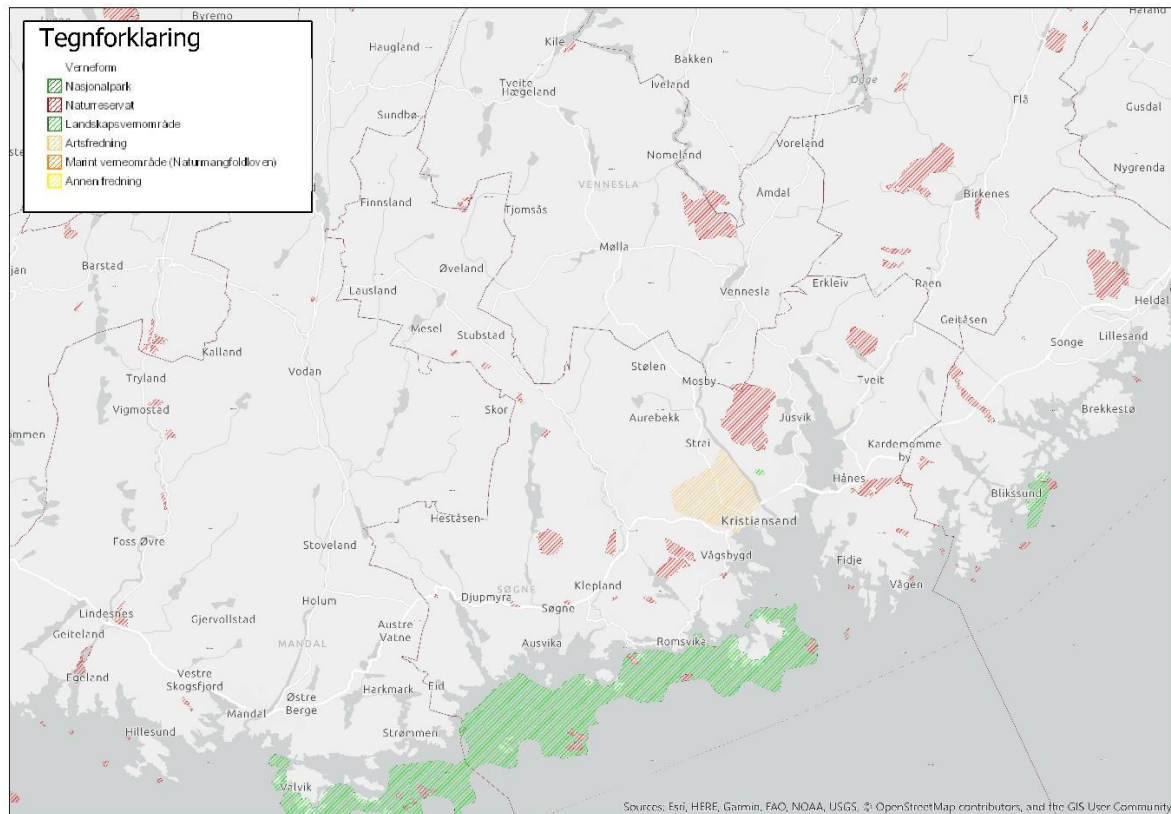 Tegnforklaring
Verneform
Nasjonalpark
Naturreservat
Landskapsvernområde
Artsfredning
Marint verneområde (Naturmangfoldloven)
Annen fredning
Byremo
Kile
Haugland
Bakken
Iveland
Tveite
Hægeland
Sundbø
Nomeland
Voreland
Flå
Gusdal
Nygrenda
VENNESLA
Finnsland
Tjomsås
Åmdal
Birkenes
Mølla
Barstad
Øveland
Lausland
Vennesla
Erkleiv
Raen
Heldal
Mesel
Stubstad
Geitåsen
Songe
Lillesand
Kalland
Tryland
Vodan
Stølen
Mosby
Tveit
Vigmostad
Skor
Aurebekk
Jusvik
Brekkestø
Strai
Kardemomme
by
Hånes
Blikssund
Heståsen
Kristiansand
Foss Øvre
Stoveland
Vågsbygd
Fidje
Vågen
SØGNE
Klepland
Djupmyra
Søgne
Holum
Lindesnes
Gjervollstad
Geiteland
Austre
Vatne
MANDAL
Ausvika
Romsvika
Egeland
Vestre
Skogsfjord
Harkmark
Eid
Østre
Berge
Mandal
Hillesund
Strømmen
Valvik
Sources: Esri, HERE, Garmin, FAO, NOAA, USGS, © OpenStreetMap contributors, and the GIS User Community